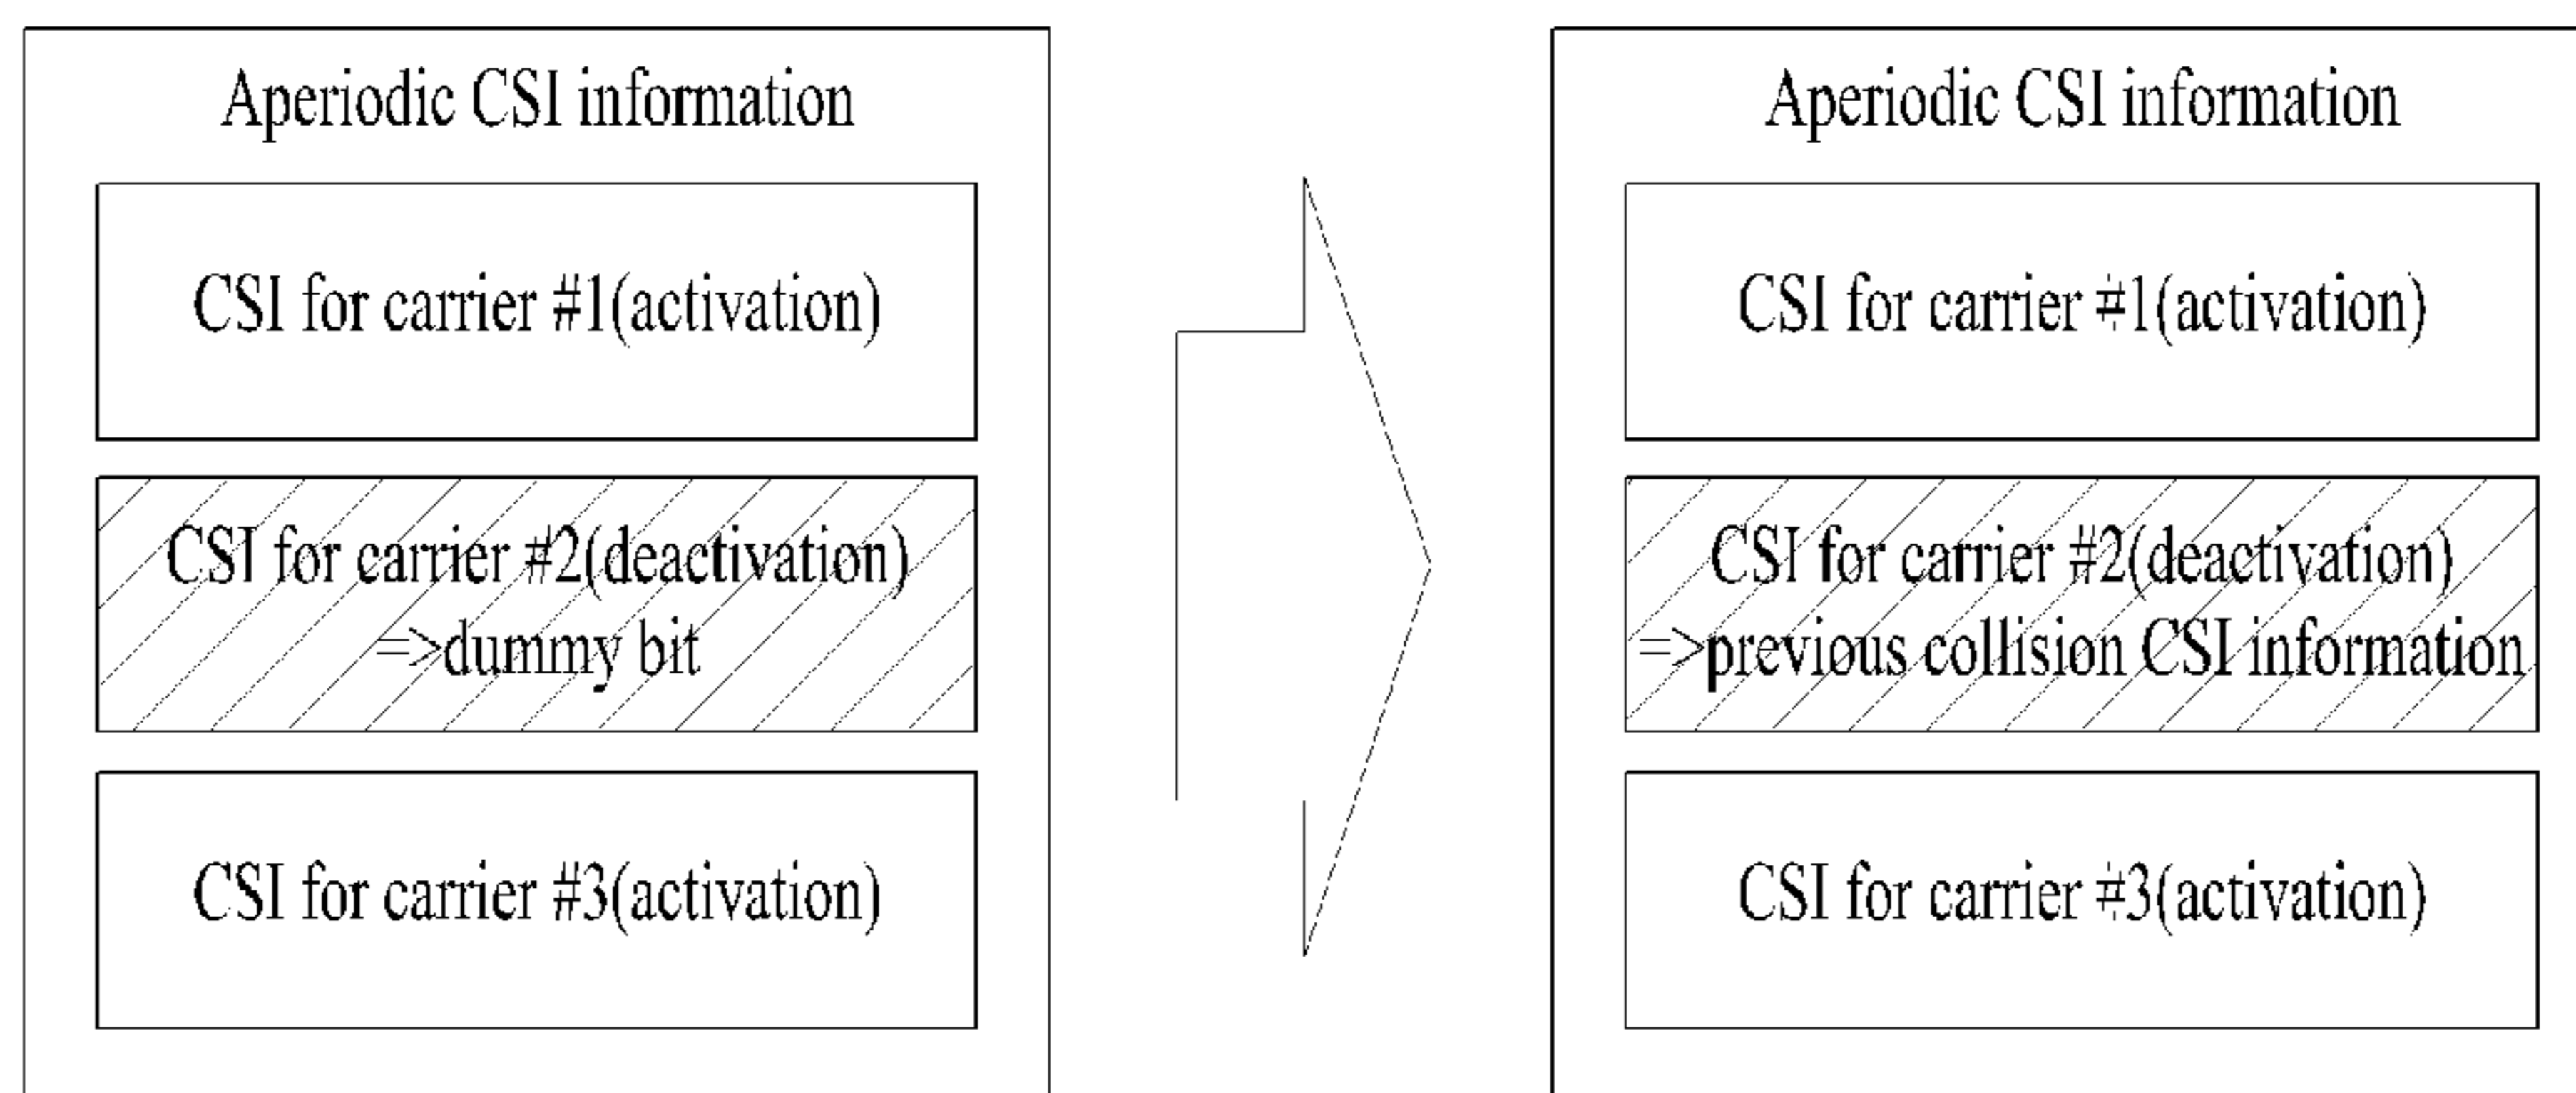 Aperiodic CSI information
CSI for carrier #1(activation)
CSI for carrier #2(deactivation)
=>dummy bit
CSI for carrier #3(activation)
Aperiodic CSI information
CSI for carrier #1(activation)
CSI for carrier #2(deactivation)
=>previous collision CSI information
CSI for carrier #3(activation)